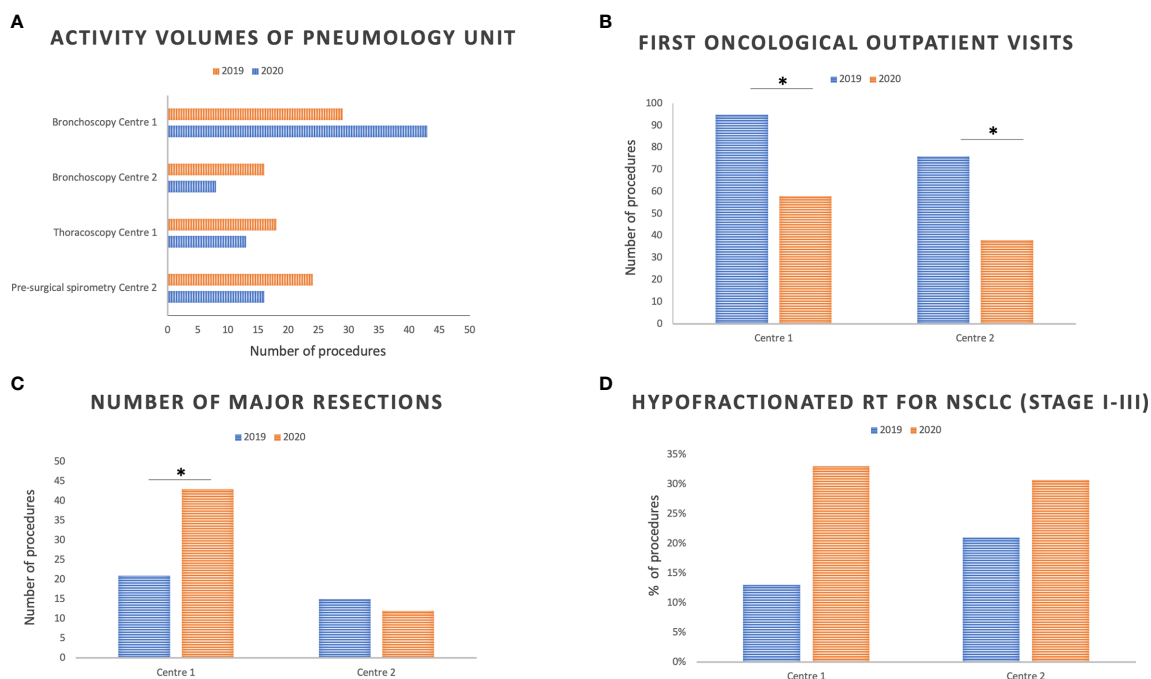 A
ACTIVITY VOLUMES OF PNEUMOLOGY UNIT
2019 2020
Bronchoscopy Centre 1
Bronchoscopy Centre 2
Thoracoscopy Centre 1
Pre-surgical spirometry Centre 2
0 5 10 15 20 25 30 35 40 45 50
Number of procedures
B
FIRST ONCOLOGICAL OUTPATIENT VISITS
2019 2020
*
*
100
90
80
70
60
50
40
30
20
10
0
Number of procedures
Centre 1 Centre 2
C
NUMBER OF MAJOR RESECTIONS
2019 2020
*
50
45
40
35
30
25
20
15
10
5
0
Number of procedures
Centre 1 Centre 2
D
HYPOFRACTIONATED RT FOR NSCLC (STAGE I-III)
2019 2020
35%
30%
25%
20%
15%
10%
5%
0%
% of procedures
Centre 1 Centre 2